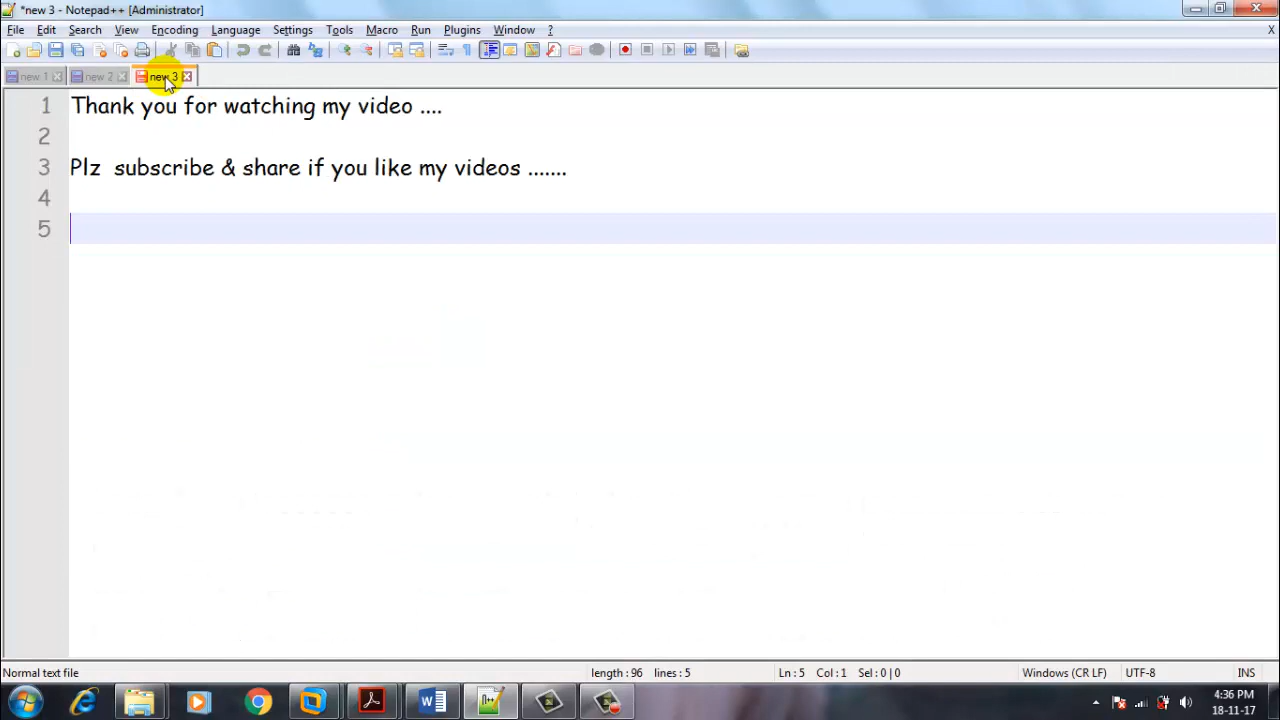 *new 3 - Notepad++ [Administrator]
File Edit Search View Encoding Language Settings Tools Macro Run Plugins Window ? X
new 1 new 2 new 3
1 Thank you for watching my video ....
2
3 Plz  subscribe & share if you like my videos .......
4
5
Normal text file length : 96 lines : 5 Ln : 5 Col : 1 Sel : 0 | 0 Windows (CR LF) UTF-8 INS
4:36 PM
18-11-17